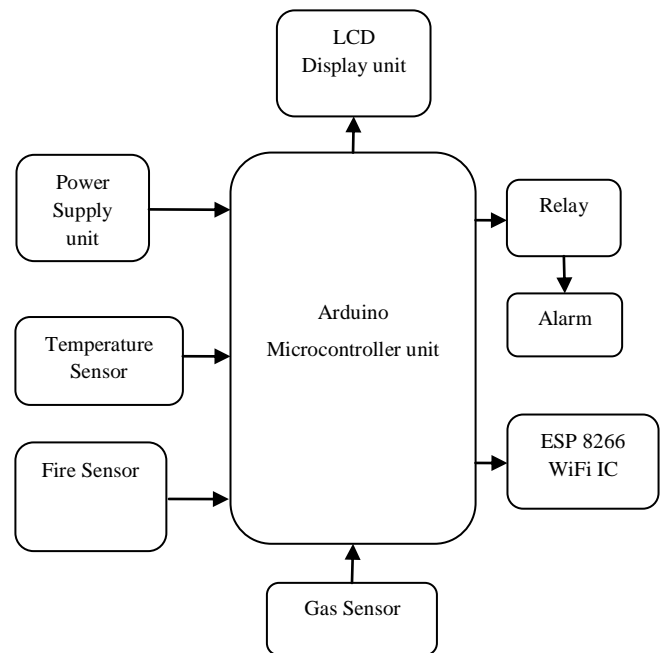 LCD
Display unit
Power
Supply
unit
Relay
Arduino
Microcontroller unit
Alarm
Temperature
Sensor
ESP 8266
WiFi IC
Fire Sensor
Gas Sensor